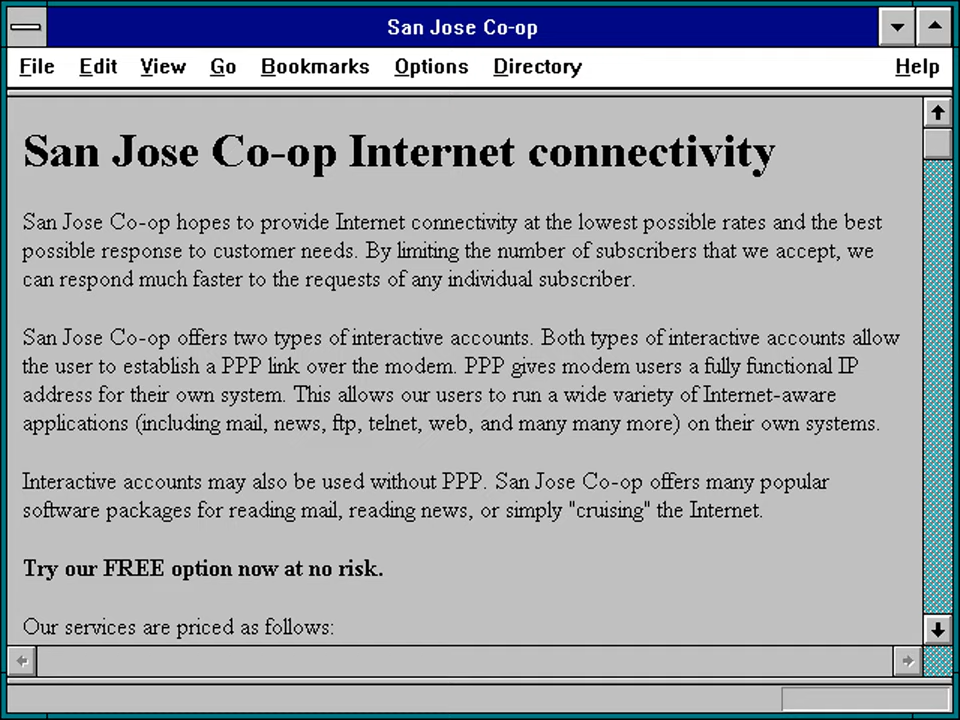 San Jose Co-op
File Edit View Go Bookmarks Options Directory Help
San Jose Co-op Internet connectivity
San Jose Co-op hopes to provide Internet connectivity at the lowest possible rates and the best
possible response to customer needs. By limiting the number of subscribers that we accept, we
can respond much faster to the requests of any individual subscriber.
San Jose Co-op offers two types of interactive accounts. Both types of interactive accounts allow
the user to establish a PPP link over the modem. PPP gives modem users a fully functional IP
address for their own system. This allows our users to run a wide variety of Internet-aware
applications (including mail, news, ftp, telnet, web, and many many more) on their own systems.
Interactive accounts may also be used without PPP. San Jose Co-op offers many popular
software packages for reading mail, reading news, or simply "cruising" the Internet.
Try our FREE option now at no risk.
Our services are priced as follows: